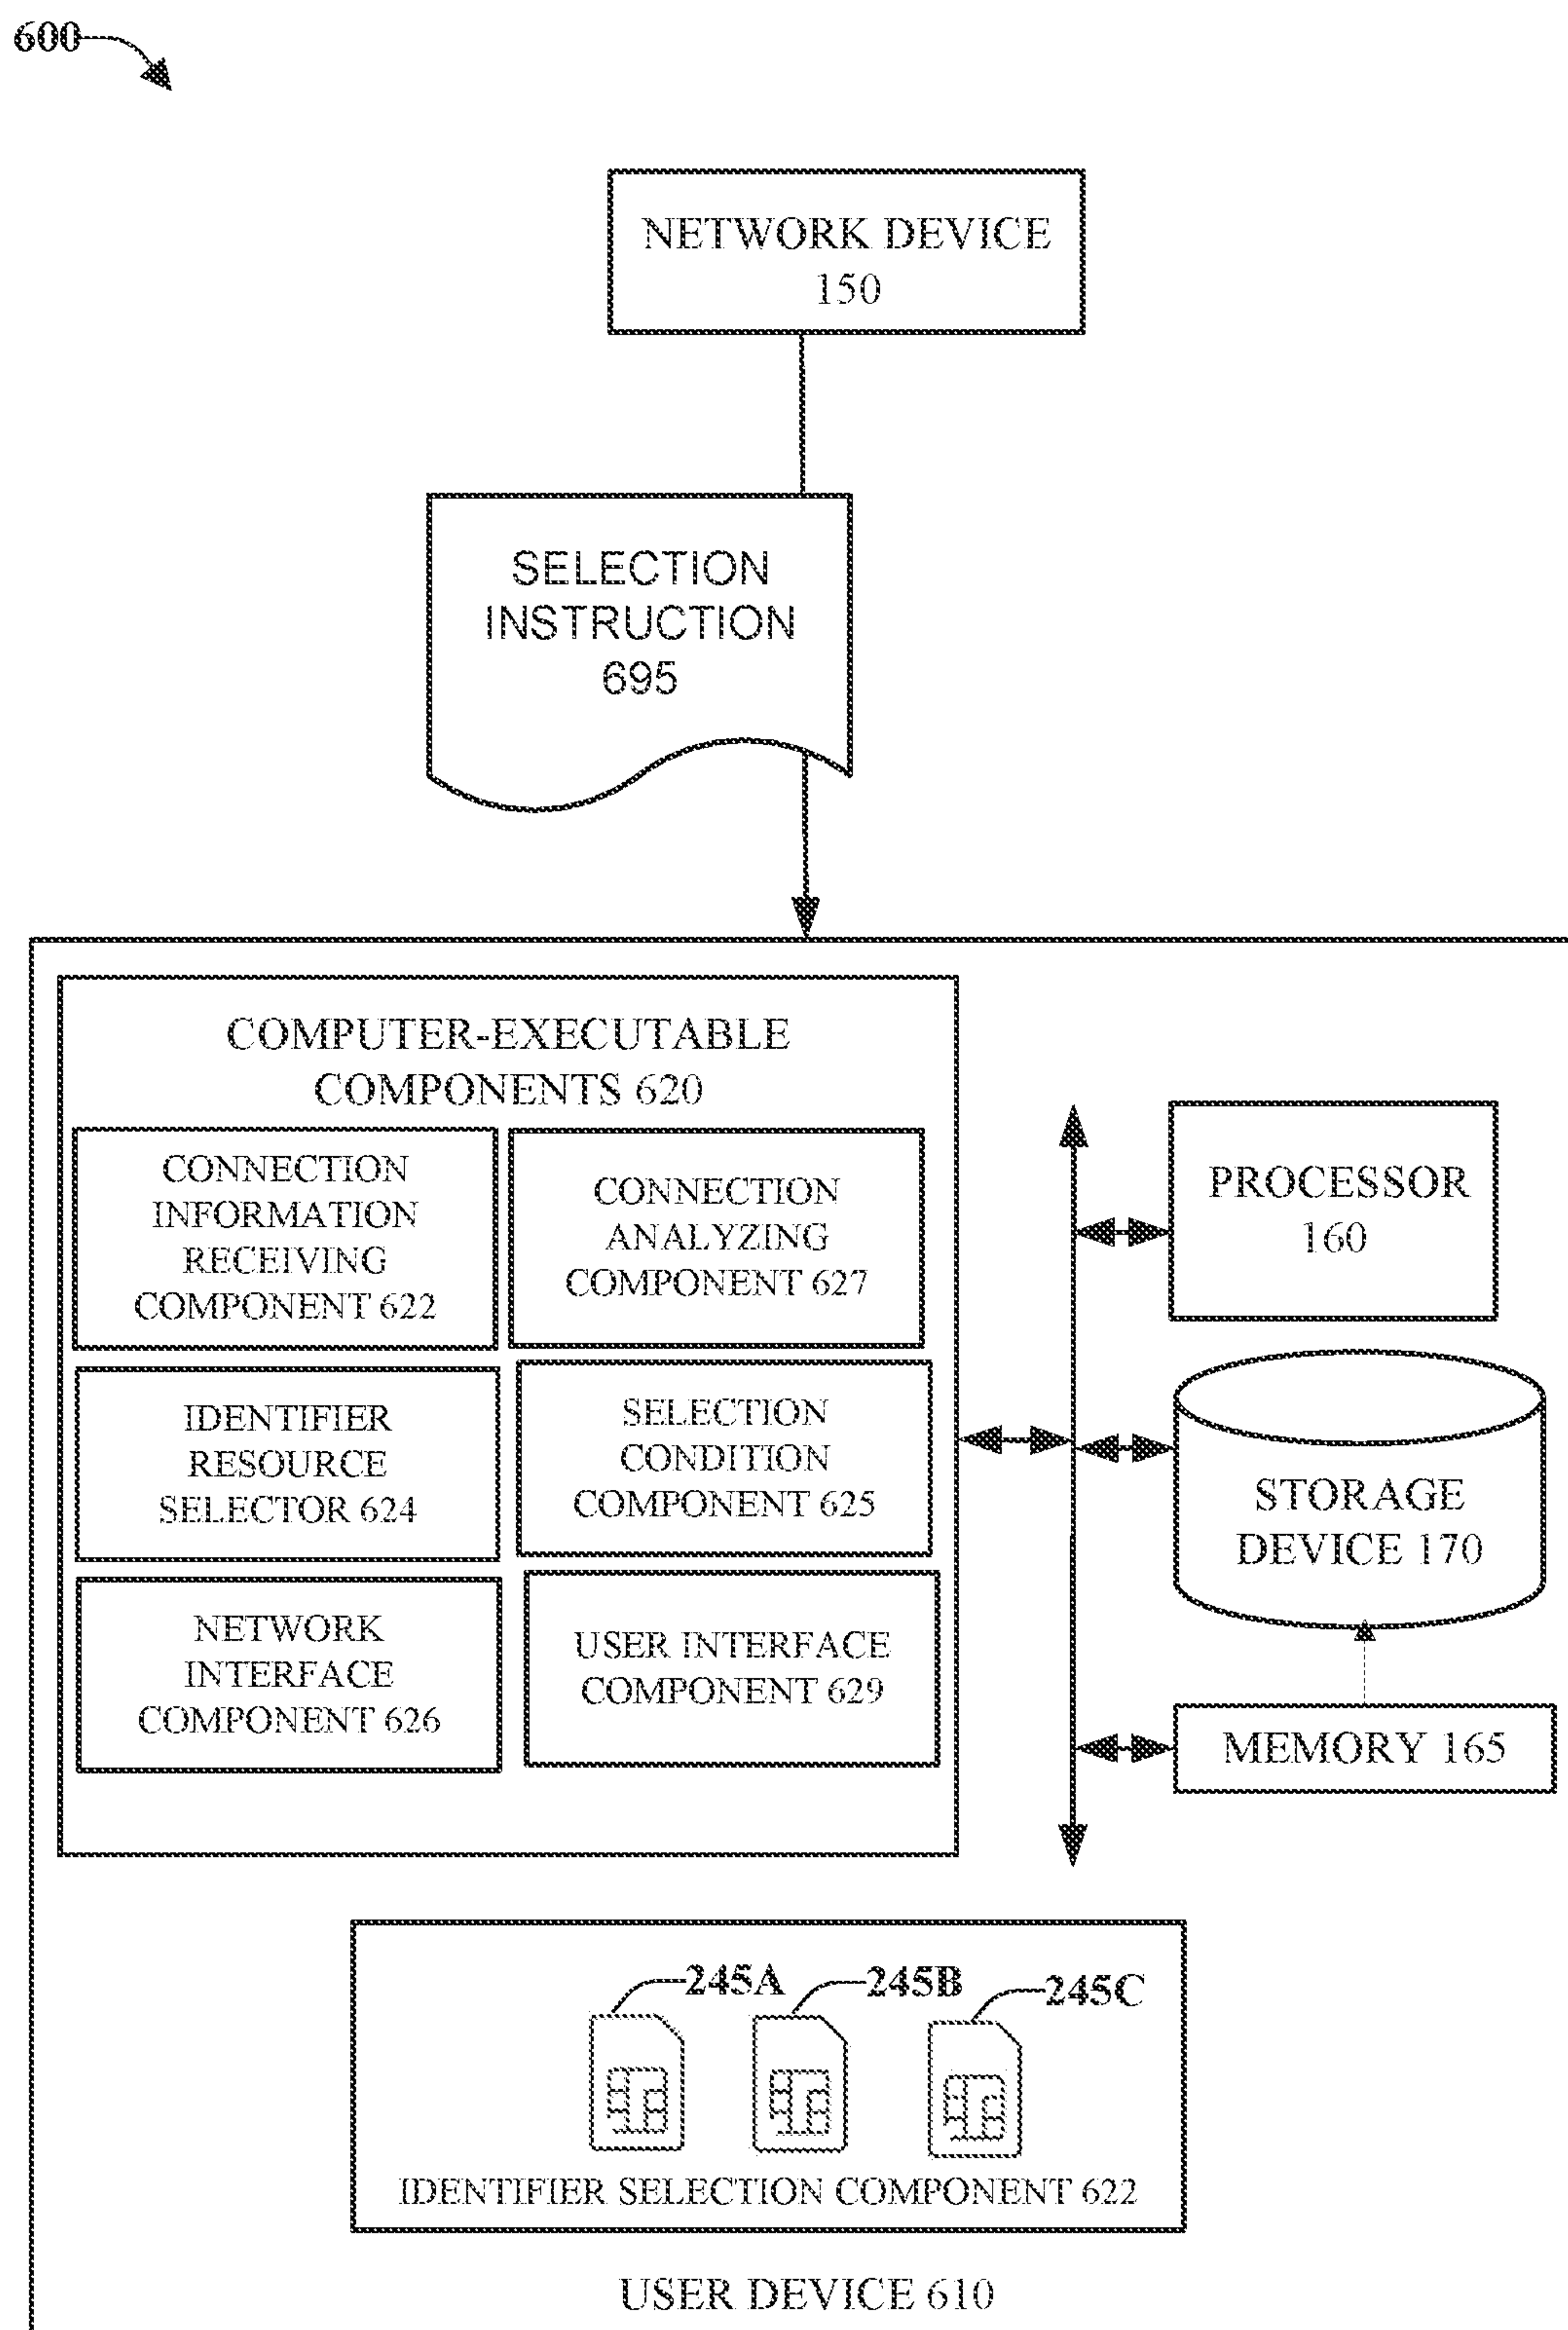 600
NETWORK DEVICE
150
SELECTION
INSTRUCTION
695
COMPUTER-EXECUTABLE
COMPONENTS 620
CONNECTION
INFORMATION
RECEIVING
COMPONENT 622
CONNECTION
ANALYZING
COMPONENT 627
IDENTIFIER
RESOURCE
SELECTOR 624
SELECTION
CONDITION
COMPONENT 625
NETWORK
INTERFACE
COMPONENT 626
USER INTERFACE
COMPONENT 629
PROCESSOR
160
STORAGE
DEVICE 170
MEMORY 165
245A
245B
245C
IDENTIFIER SELECTION COMPONENT 622
USER DEVICE 610